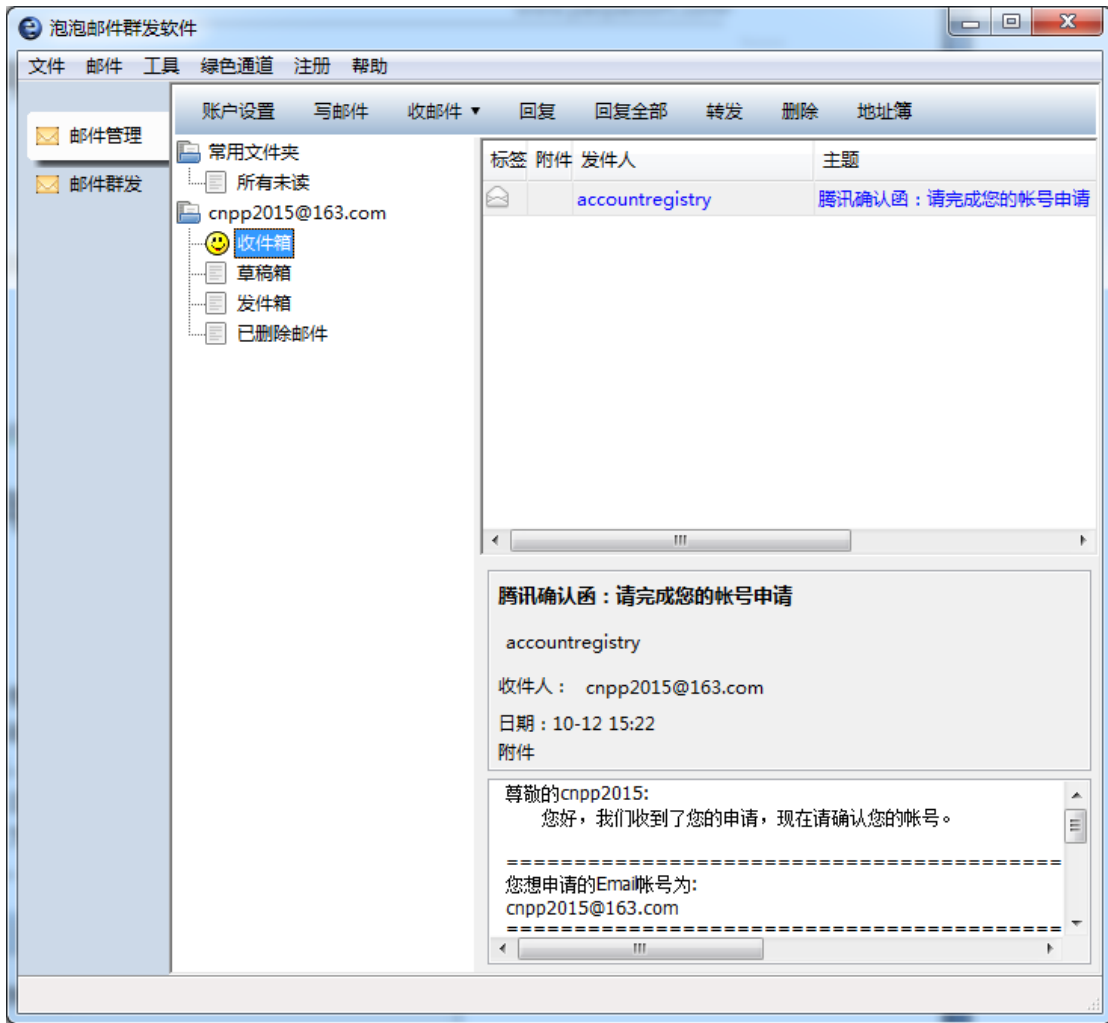 泡泡邮件群发软件
文件 邮件 工具 绿色通道 注册 帮助
邮件管理
邮件群发
账户设置 写邮件 收邮件 回复 回复全部 转发 删除 地址簿
常用文件夹
所有未读
cnpp2015@163.com
收件箱
草稿箱
发件箱
已删除邮件
标签 附件 发件人 主题
accountregistry 腾讯确认函：请完成您的帐号申请
腾讯确认函：请完成您的帐号申请
accountregistry
收件人： cnpp2015@163.com
日期：10-12 15:22
附件
尊敬的cnpp2015:
您好，我们收到了您的申请，现在请确认您的帐号。
=========================================
您想申请的Email帐号为:
cnpp2015@163.com
=========================================